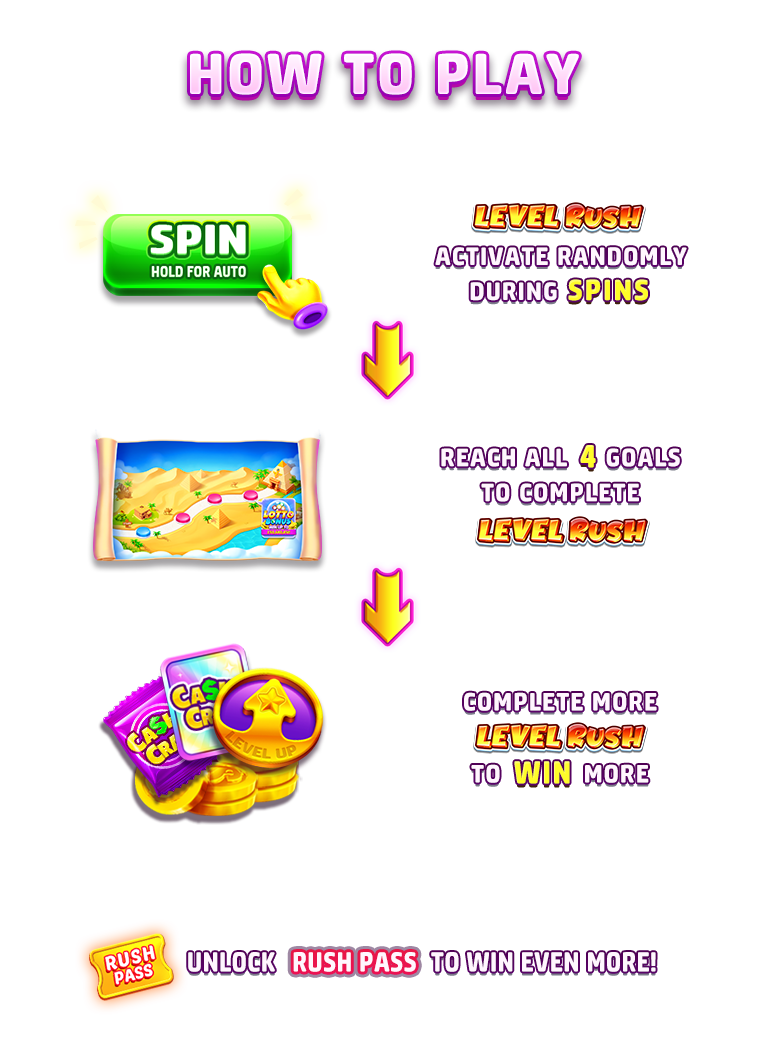 HOW TO PLAY
SPIN
HOLD FOR AUTO
LEVEL RUSH
ACTIVATE RANDOMLY
DURING SPINS
REACH ALL 4 GOALS
TO COMPLETE
LEVEL RUSH
LOTTO
BONUS
COMPLETE MORE
LEVEL RUSH
TO WIN MORE
LEVEL UP
RUSH
PASS
UNLOCK RUSH PASS TO WIN EVEN MORE!